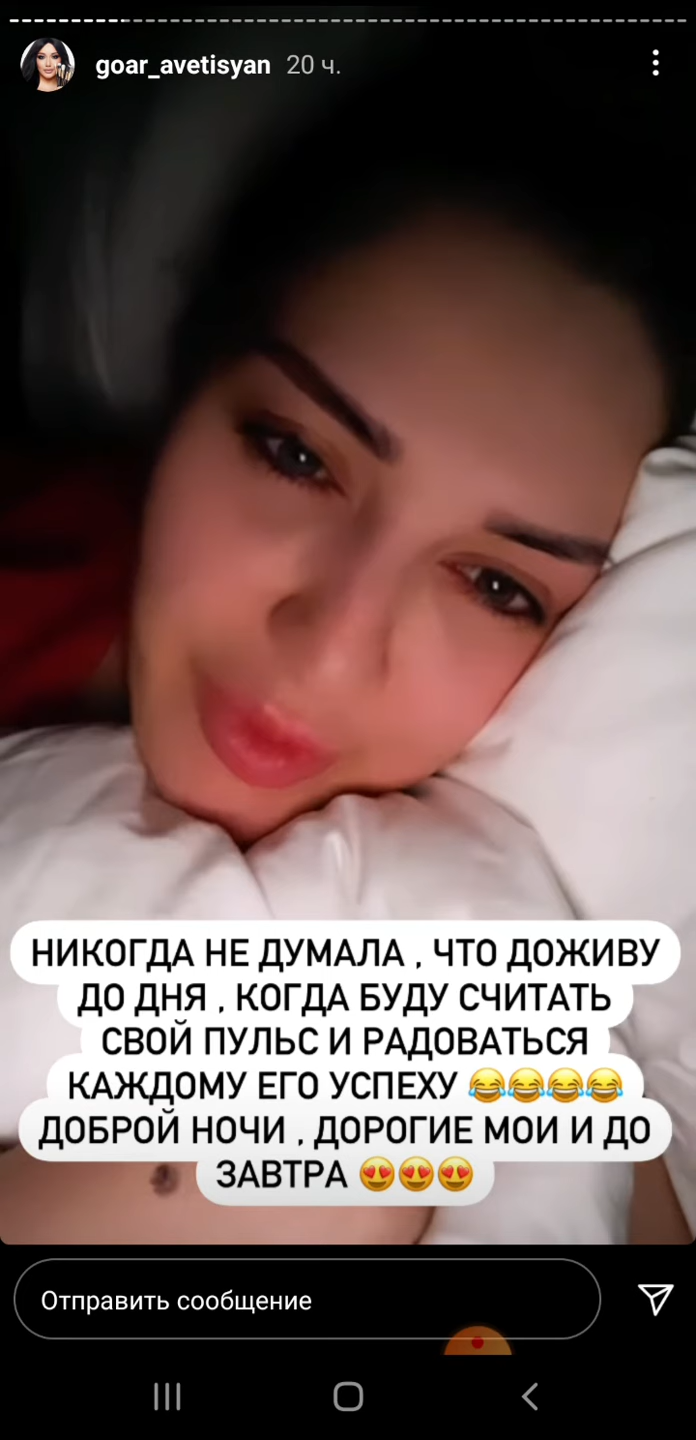 goar_avetisyan 20 ч.
НИКОГДА НЕ ДУМАЛА , ЧТО ДОЖИВУ
ДО ДНЯ , КОГДА БУДУ СЧИТАТЬ
СВОЙ ПУЛЬС И РАДОВАТЬСЯ
КАЖДОМУ ЕГО УСПЕХУ 😂😂😂😂
ДОБРОЙ НОЧИ , ДОРОГИЕ МОИ И ДО
ЗАВТРА 😍😍😍
Отправить сообщение